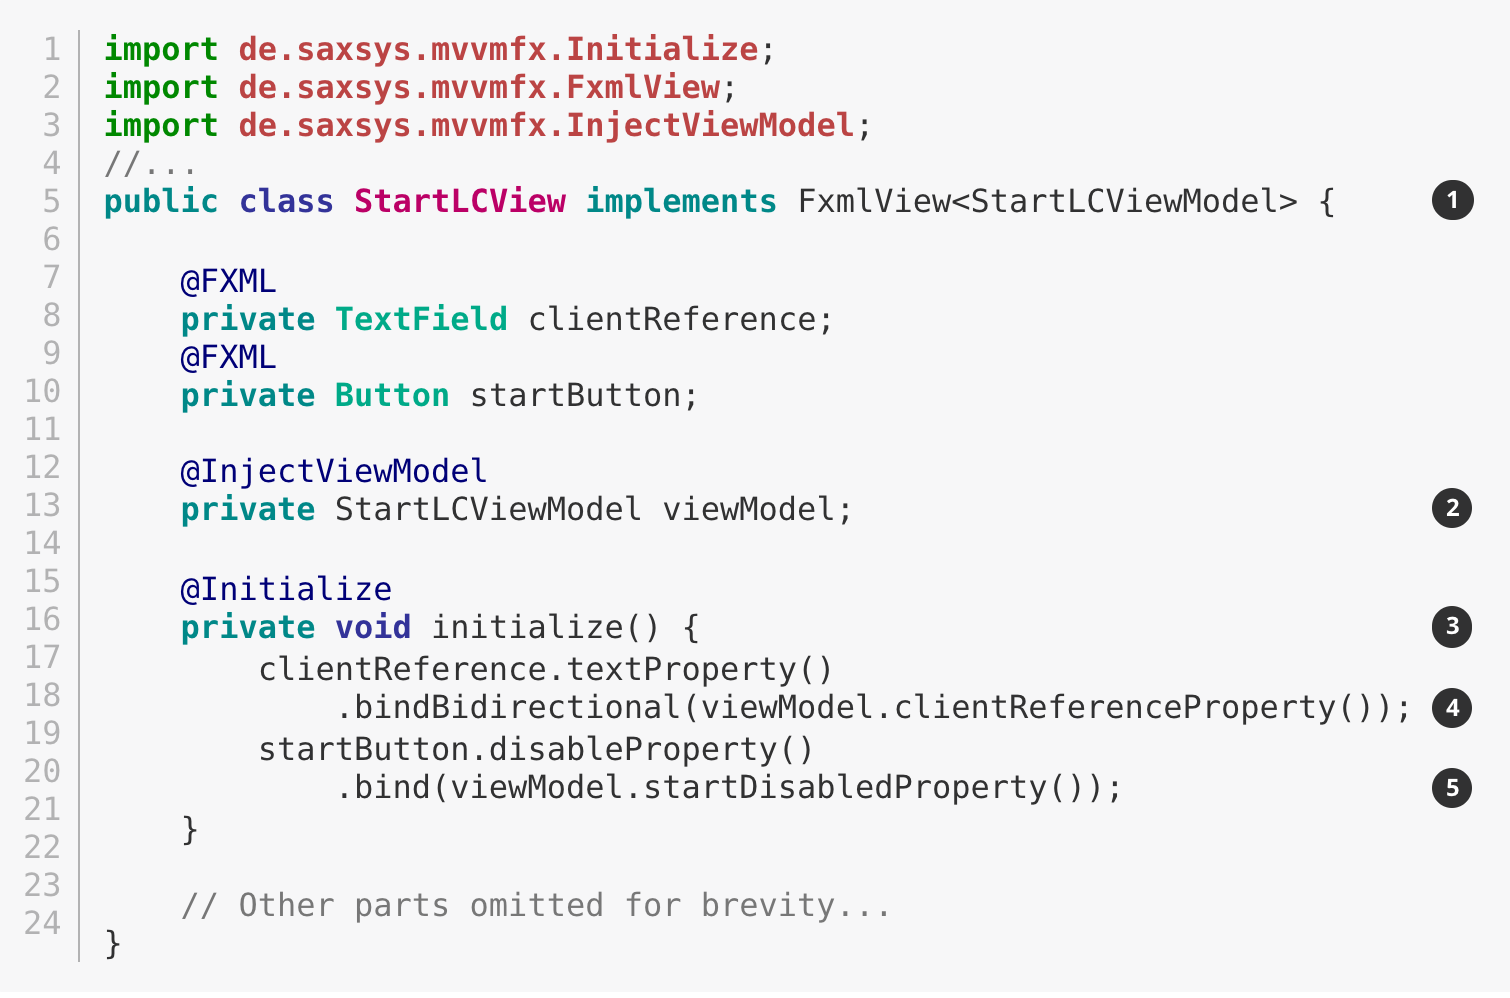 1 import de.saxsys.mvvmfx.Initialize;
2 import de.saxsys.mvvmfx.FxmlView;
3 import de.saxsys.mvvmfx.InjectViewModel;
4 //...
5 public class StartLCView implements FxmlView<StartLCViewModel> { 1
6
7 @FXML
8 private TextField clientReference;
9 @FXML
10 private Button startButton;
11
12 @InjectViewModel
13 private StartLCViewModel viewModel; 2
14
15 @Initialize
16 private void initialize() { 3
17 clientReference.textProperty()
18 .bindBidirectional(viewModel.clientReferenceProperty()); 4
19 startButton.disableProperty()
20 .bind(viewModel.startDisabledProperty()); 5
21 }
22
23 // Other parts omitted for brevity...
24 }